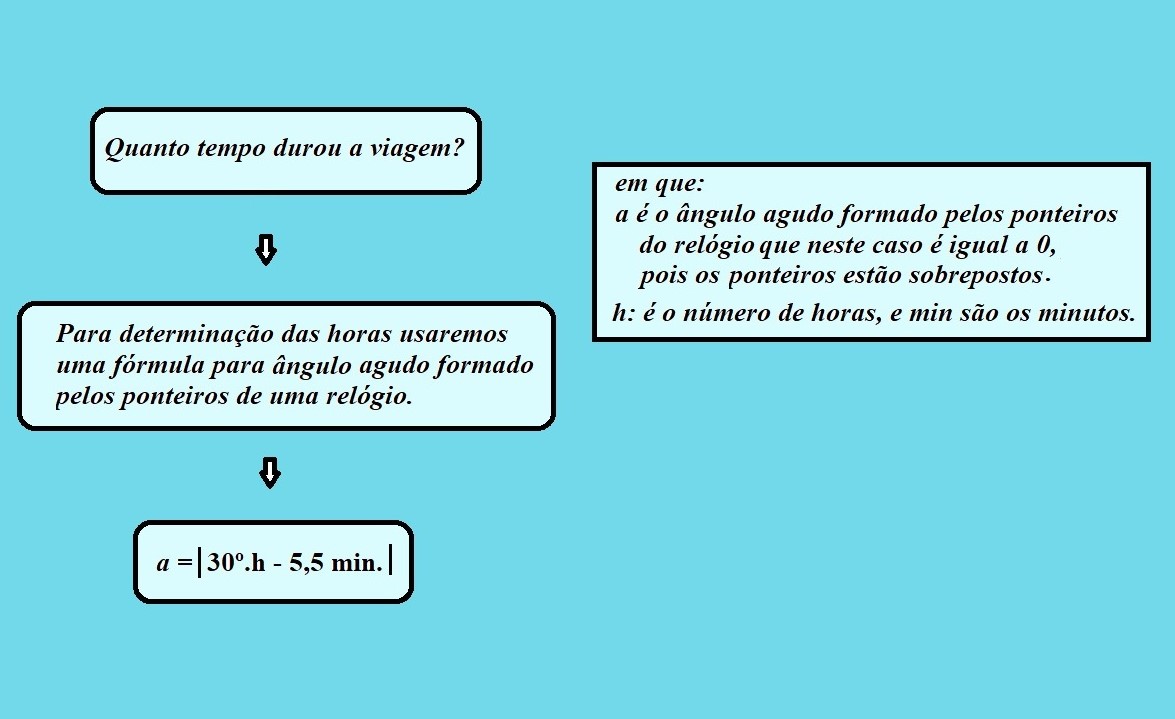 Quanto tempo durou a viagem?
Para determinação das horas usaremos
uma fórmula para ângulo agudo formado
pelos ponteiros de uma relógio.
a = |30º.h - 5,5 min.|
em que:
a é o ângulo agudo formado pelos ponteiros
do relógio que neste caso é igual a 0,
pois os ponteiros estão sobrepostos.
h: é o número de horas, e min são os minutos.